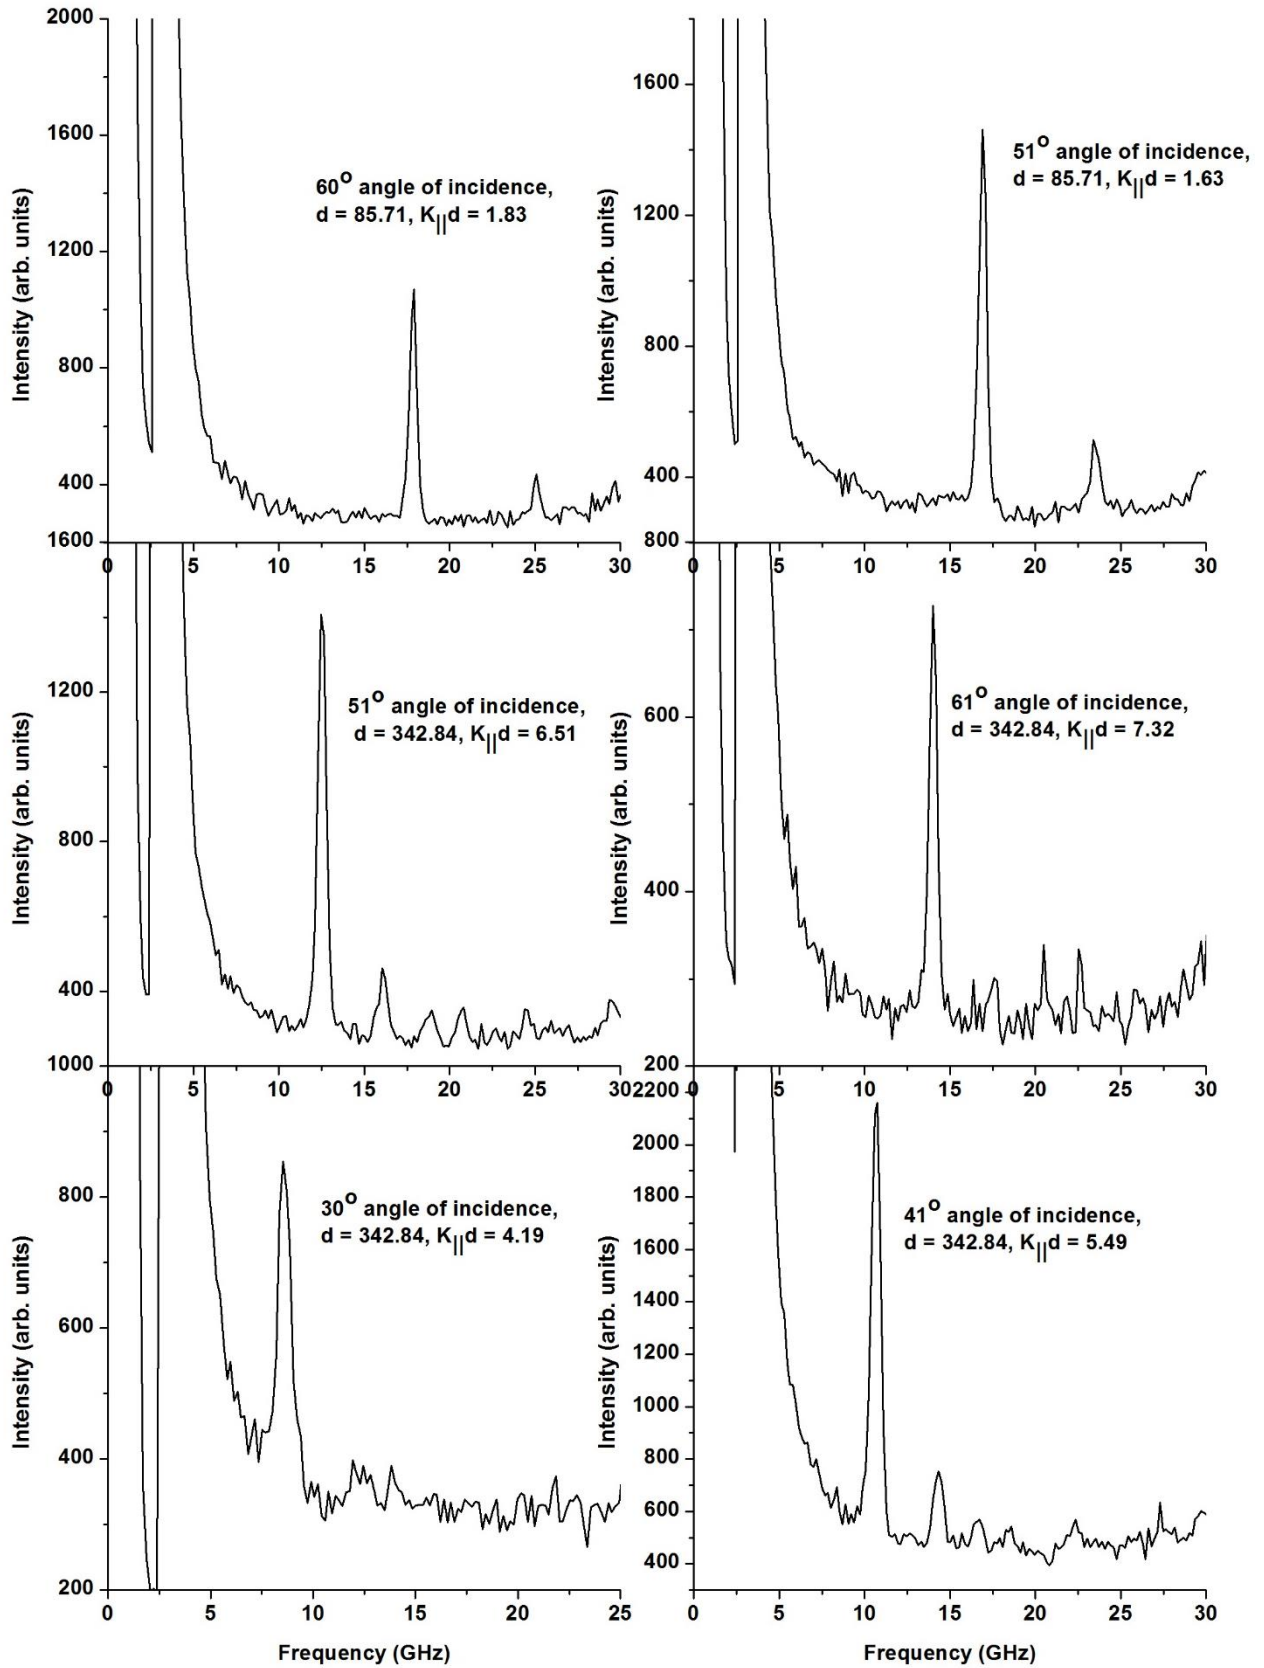 2000
1600
1200
800
400
1600
Intensity (arb. units)
60° angle of incidence,
d = 85.71, K||d = 1.83
0 5 10 15 20 25 30
1600
1200
800
400
800
Intensity (arb. units)
51° angle of incidence,
d = 85.71, K||d = 1.63
0 5 10 15 20 25 30
1200
800
400
1000
Intensity (arb. units)
51° angle of incidence,
d = 342.84, K||d = 6.51
0 5 10 15 20 25 30
600
400
200
Intensity (arb. units)
61° angle of incidence,
d = 342.84, K||d = 7.32
0 5 10 15 20 25 30
800
600
400
200
Intensity (arb. units)
30° angle of incidence,
d = 342.84, K||d = 4.19
0 5 10 15 20 25
Frequency (GHz)
2200
2000
1800
1600
1400
1200
1000
800
600
400
Intensity (arb. units)
41° angle of incidence,
d = 342.84, K||d = 5.49
0 5 10 15 20 25 30
Frequency (GHz)